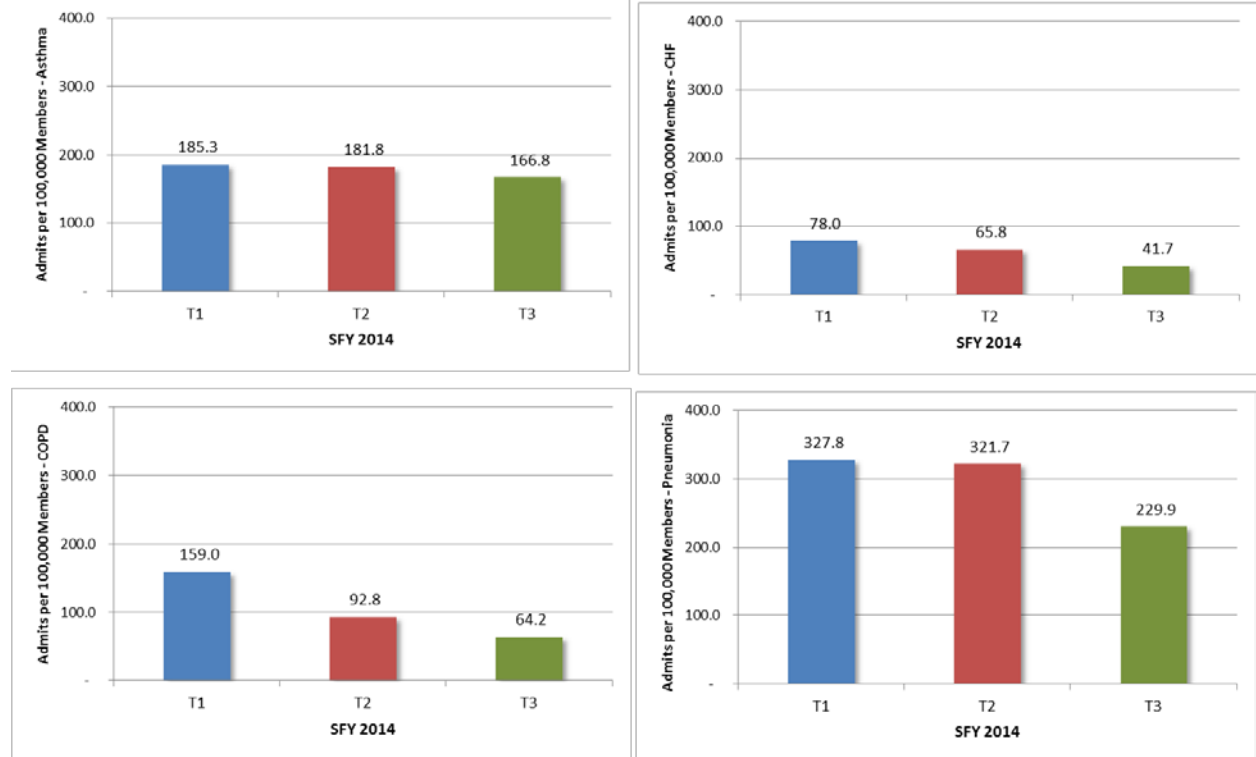 Admits per 100,000 Members - Asthma
400.0
300.0
200.0
100.0
-
185.3
181.8
166.8
T1
T2
T3
SFY 2014
Admits per 100,000 Members - CHF
400.0
300.0
200.0
100.0
-
78.0
65.8
41.7
T1
T2
T3
SFY 2014
Admits per 100,000 Members - COPD
400.0
300.0
200.0
100.0
-
159.0
92.8
64.2
T1
T2
T3
SFY 2014
Admits per 100,000 Members - Pneumonia
400.0
300.0
200.0
100.0
-
327.8
321.7
229.9
T1
T2
T3
SFY 2014